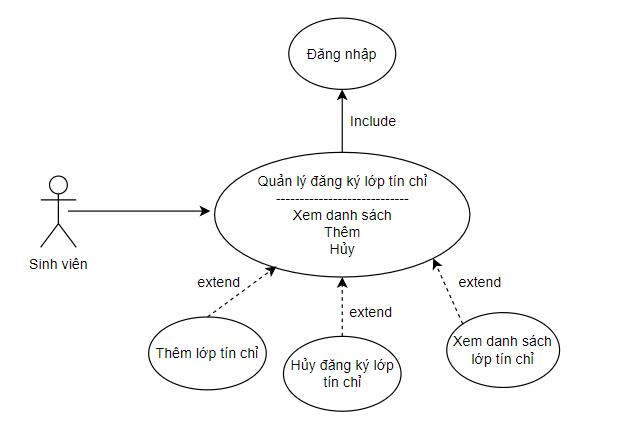 Đăng nhập
Include
Quản lý đăng ký lớp tín chỉ
----------------------------
Xem danh sách
Thêm
Hủy
Sinh viên
extend
extend
extend
Thêm lớp tín chỉ
Hủy đăng ký lớp
tín chỉ
Xem danh sách
lớp tín chỉ